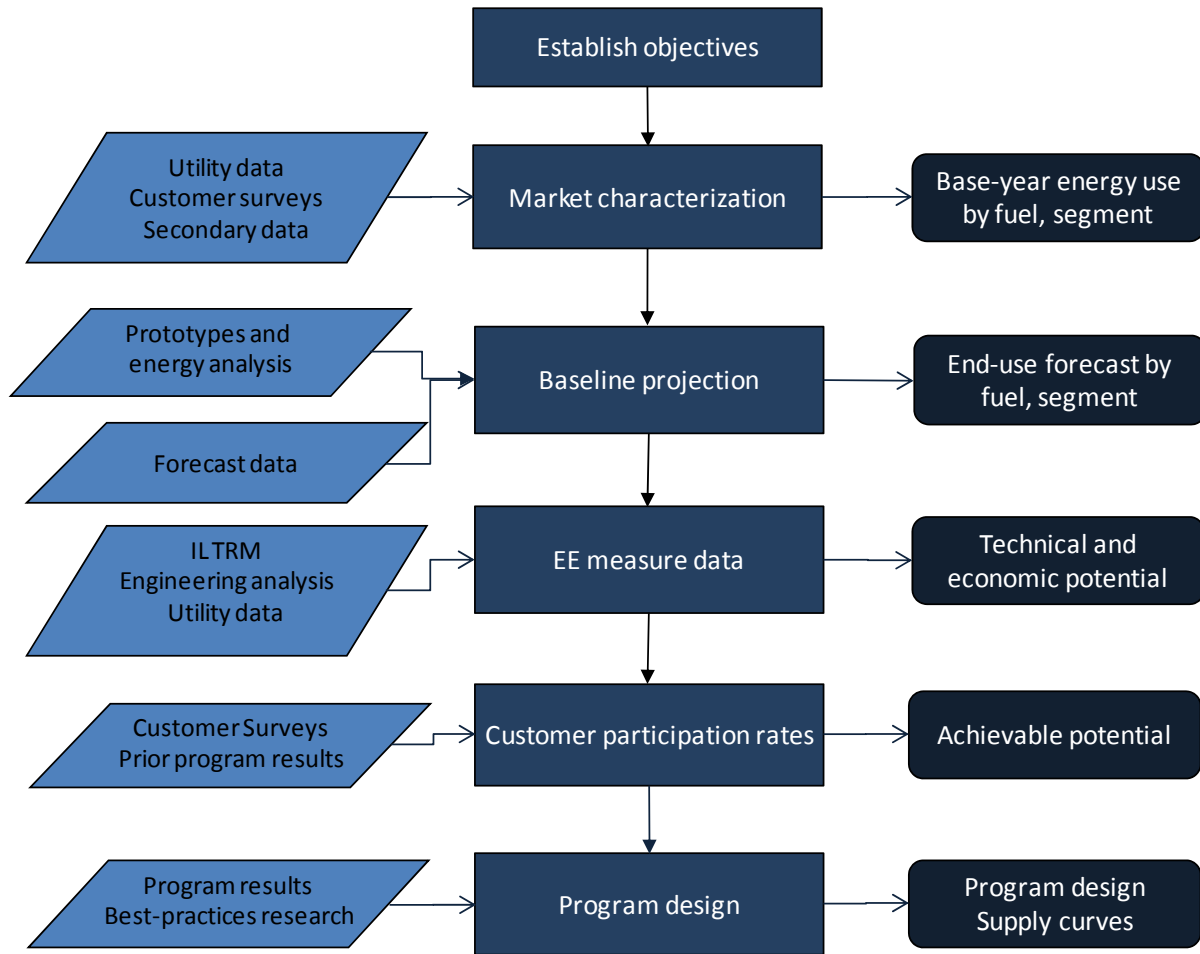 Establish objectives
Utility data
Customer surveys
Secondary data
Market characterization
Base-year energy use
by fuel, segment
Prototypes and
energy analysis
Forecast data
Baseline projection
End-use forecast by
fuel, segment
IL TRM
Engineering analysis
Utility data
EE measure data
Technical and
economic potential
Customer Surveys
Prior program results
Customer participation rates
Achievable potential
Program results
Best-practices research
Program design
Program design
Supply curves